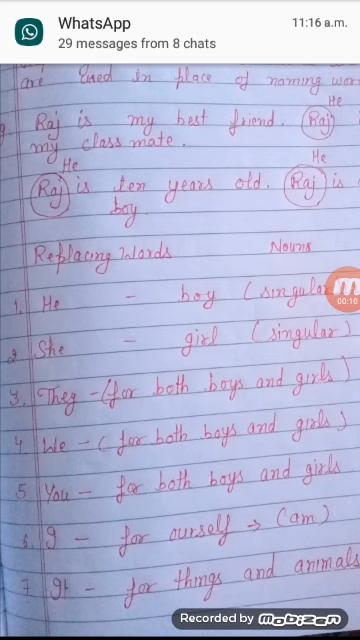 WhatsApp 11:16 a.m.
29 messages from 8 chats
are used in place of naming wor
He
Raj is my best friend. Raj
my class mate.
He He
Raj is ten years old. Raj is
boy.
Replacing Words Nouns
1. He - boy (singular
00:10
2 She - girl (singular)
3. They - (for both boys and girls)
4. We - (for both boys and girls)
5 You - for both boys and girls
6. I - for ourself → (am)
7. It - for things and animals
Recorded by mobizen